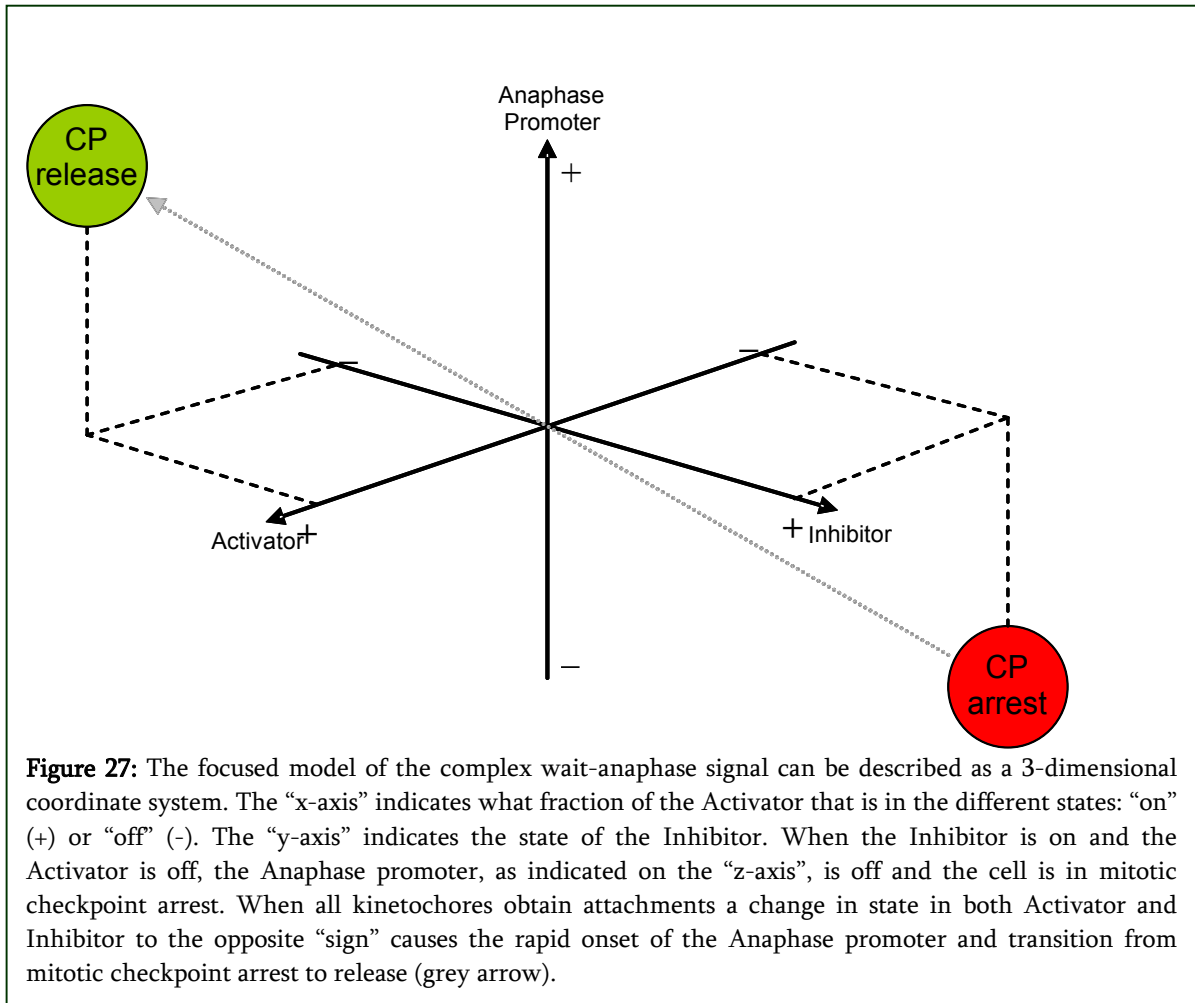 Anaphase
Promoter
CP
release
+
–
–
Activator
+
+
Inhibitor
–
CP
arrest
Figure 27: The focused model of the complex wait-anaphase signal can be described as a 3-dimensional
coordinate system. The “x-axis” indicates what fraction of the Activator that is in the different states: “on”
(+) or “off” (-). The “y-axis” indicates the state of the Inhibitor. When the Inhibitor is on and the
Activator is off, the Anaphase promoter, as indicated on the “z-axis”, is off and the cell is in mitotic
checkpoint arrest. When all kinetochores obtain attachments a change in state in both Activator and
Inhibitor to the opposite “sign” causes the rapid onset of the Anaphase promoter and transition from
mitotic checkpoint arrest to release (grey arrow).